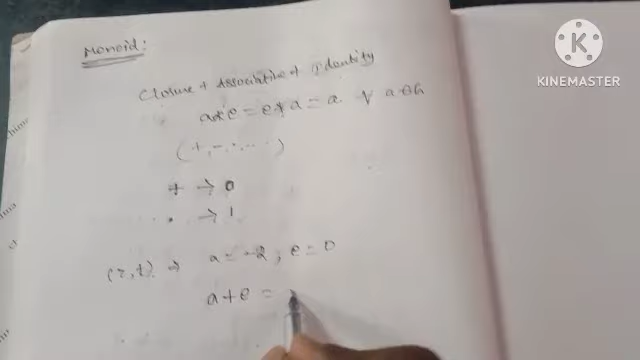 Monoid:
Closure + Associative + Identity
a*e = e*a = a. ∀ a∈G
(+, -, ., ...)
+ → 0
. → 1
(z,+) ⇒ a = -2, e = 0
a + e =
K
KINEMASTER